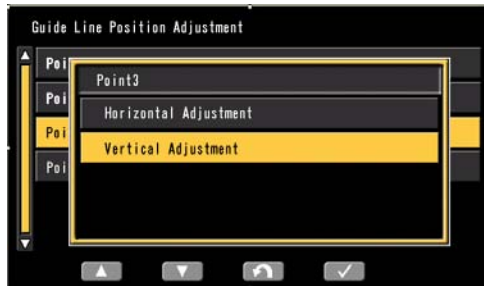 Guide Line Position Adjustment
Poi
Point3
Poi
Horizontal Adjustment
Poi
Vertical Adjustment
Poi